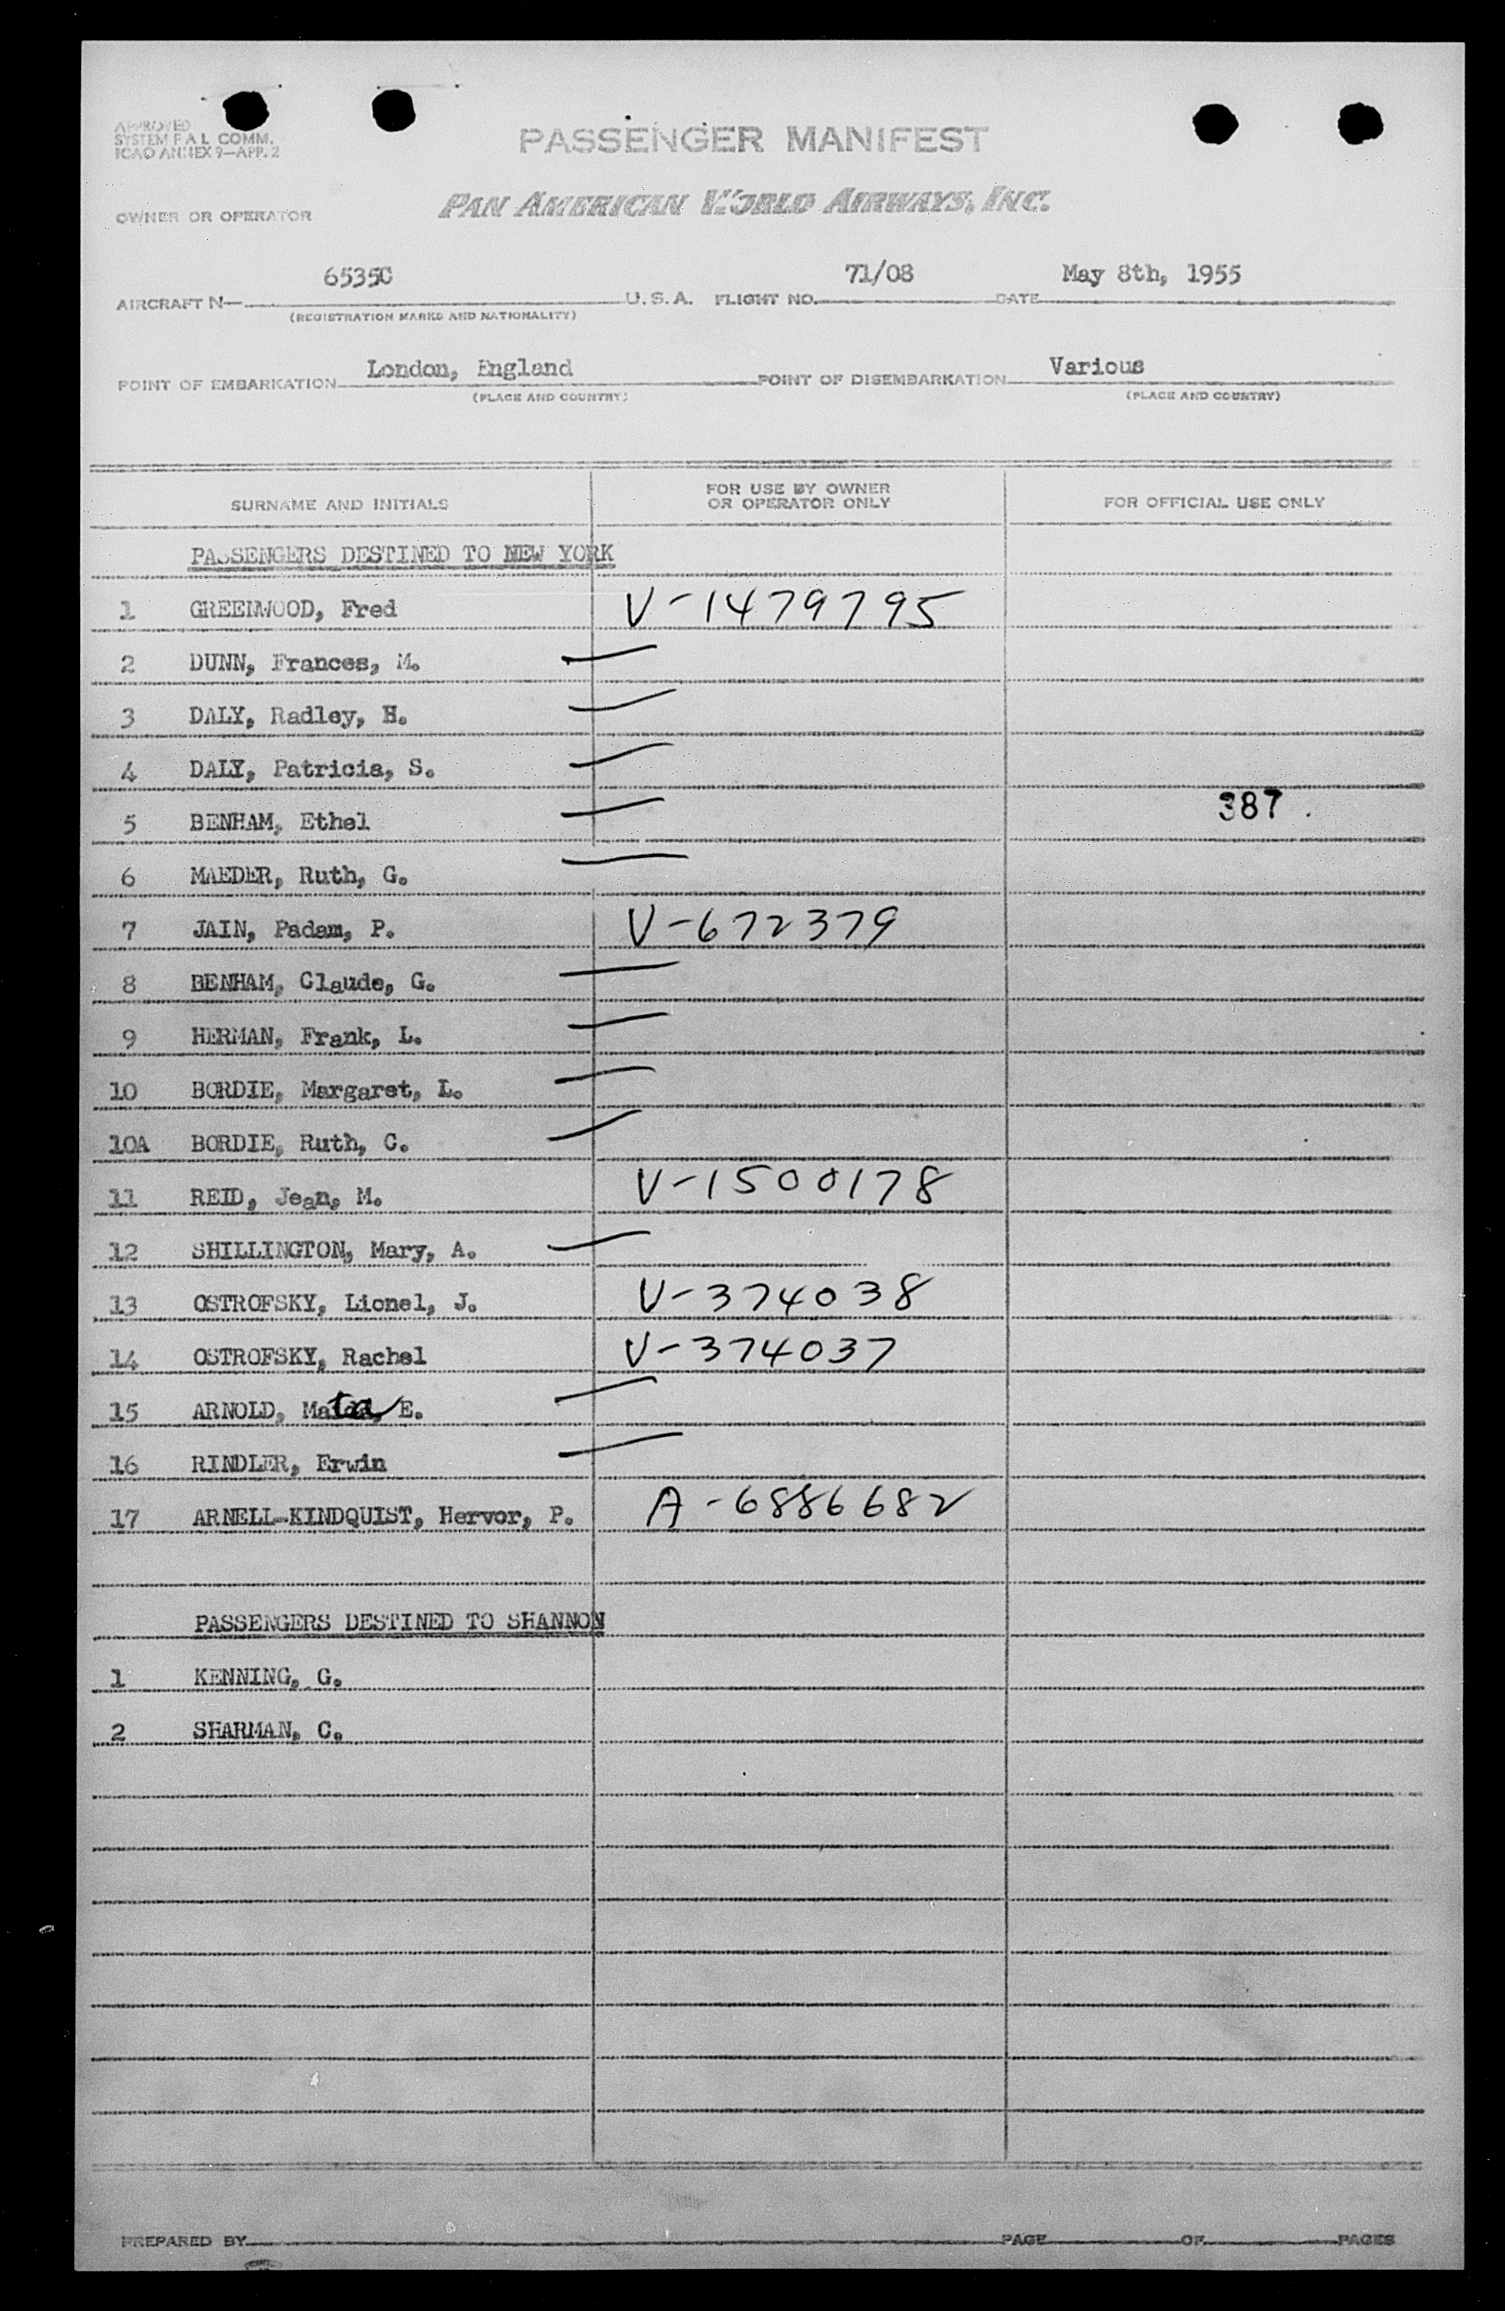 APPROVED
SYSTEM F A L COMM.
ICAO ANNEX 9—APP. 2
PASSENGER MANIFEST
OWNER OR OPERATOR PAN AMERICAN WORLD AIRWAYS, INC.
AIRCRAFT N— 6535C U. S. A. FLIGHT NO. 71/08 DATE May 8th, 1955
(REGISTRATION MARKS AND NATIONALITY)
POINT OF EMBARKATION London, England POINT OF DISEMBARKATION Various
(PLACE AND COUNTRY) (PLACE AND COUNTRY)
SURNAME AND INITIALS FOR USE BY OWNER OR OPERATOR ONLY FOR OFFICIAL USE ONLY
PASSENGERS DESTINED TO NEW YORK
1 GREENWOOD, Fred V-1479795
2 DUNN, Frances, M.
3 DALY, Radley, H.
4 DALY, Patricia, S.
387
5 BENHAM, Ethel
6 MAEDER, Ruth, G.
7 JAIN, Padam, P. V-672379
8 BENHAM, Claude, G.
9 HERMAN, Frank, L.
10 BORDIE, Margaret, L.
10A BORDIE, Ruth, C.
11 REID, Jean, M. V-1500178
12 SHILLINGTON, Mary, A.
13 OSTROFSKY, Lionel, J. V-374038
14 OSTROFSKY, Rachel V-374037
15 ARNOLD, E.
16 RINDLER, Erwin
17 ARNELL-KINDQUIST, Hervor, P. A-6886682
PASSENGERS DESTINED TO SHANNON
1 KENNING, G.
2 SHARMAN, C.
PREPARED BY PAGE OF PAGES